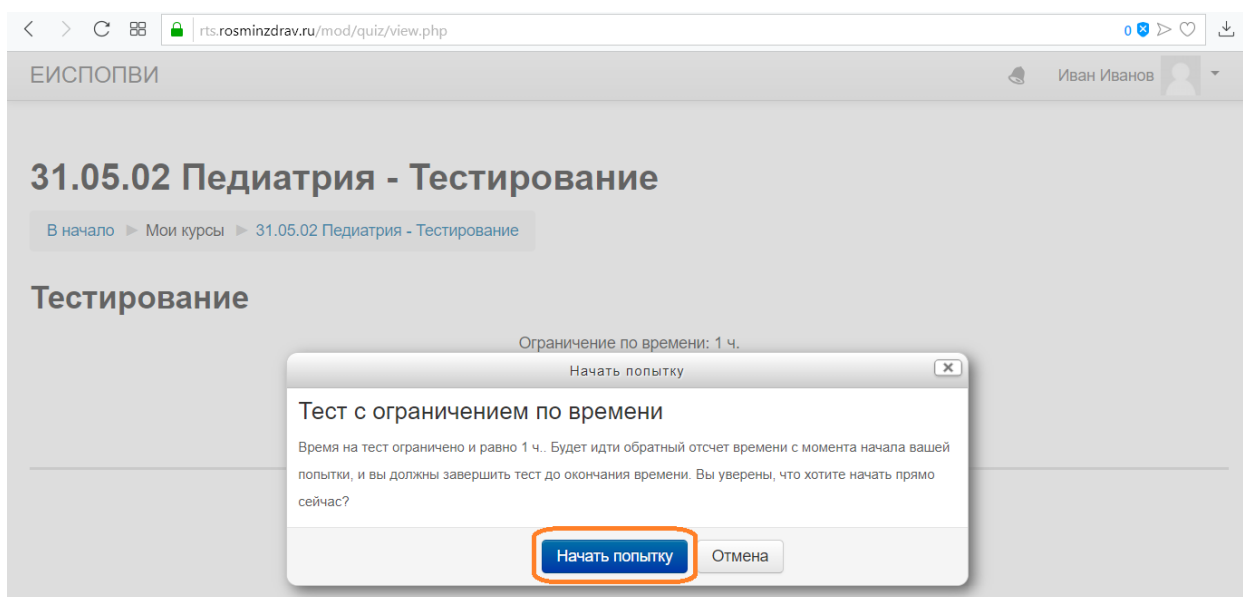 rts.rosminzdrav.ru/mod/quiz/view.php
0
ЕИСПОПВИ
Иван Иванов
31.05.02 Педиатрия - Тестирование
В начало ▶ Мои курсы ▶ 31.05.02 Педиатрия - Тестирование
Тестирование
Ограничение по времени: 1 ч.
Начать попытку
Тест с ограничением по времени
Время на тест ограничено и равно 1 ч.. Будет идти обратный отсчет времени с момента начала вашей
попытки, и вы должны завершить тест до окончания времени. Вы уверены, что хотите начать прямо
сейчас?
Начать попытку
Отмена